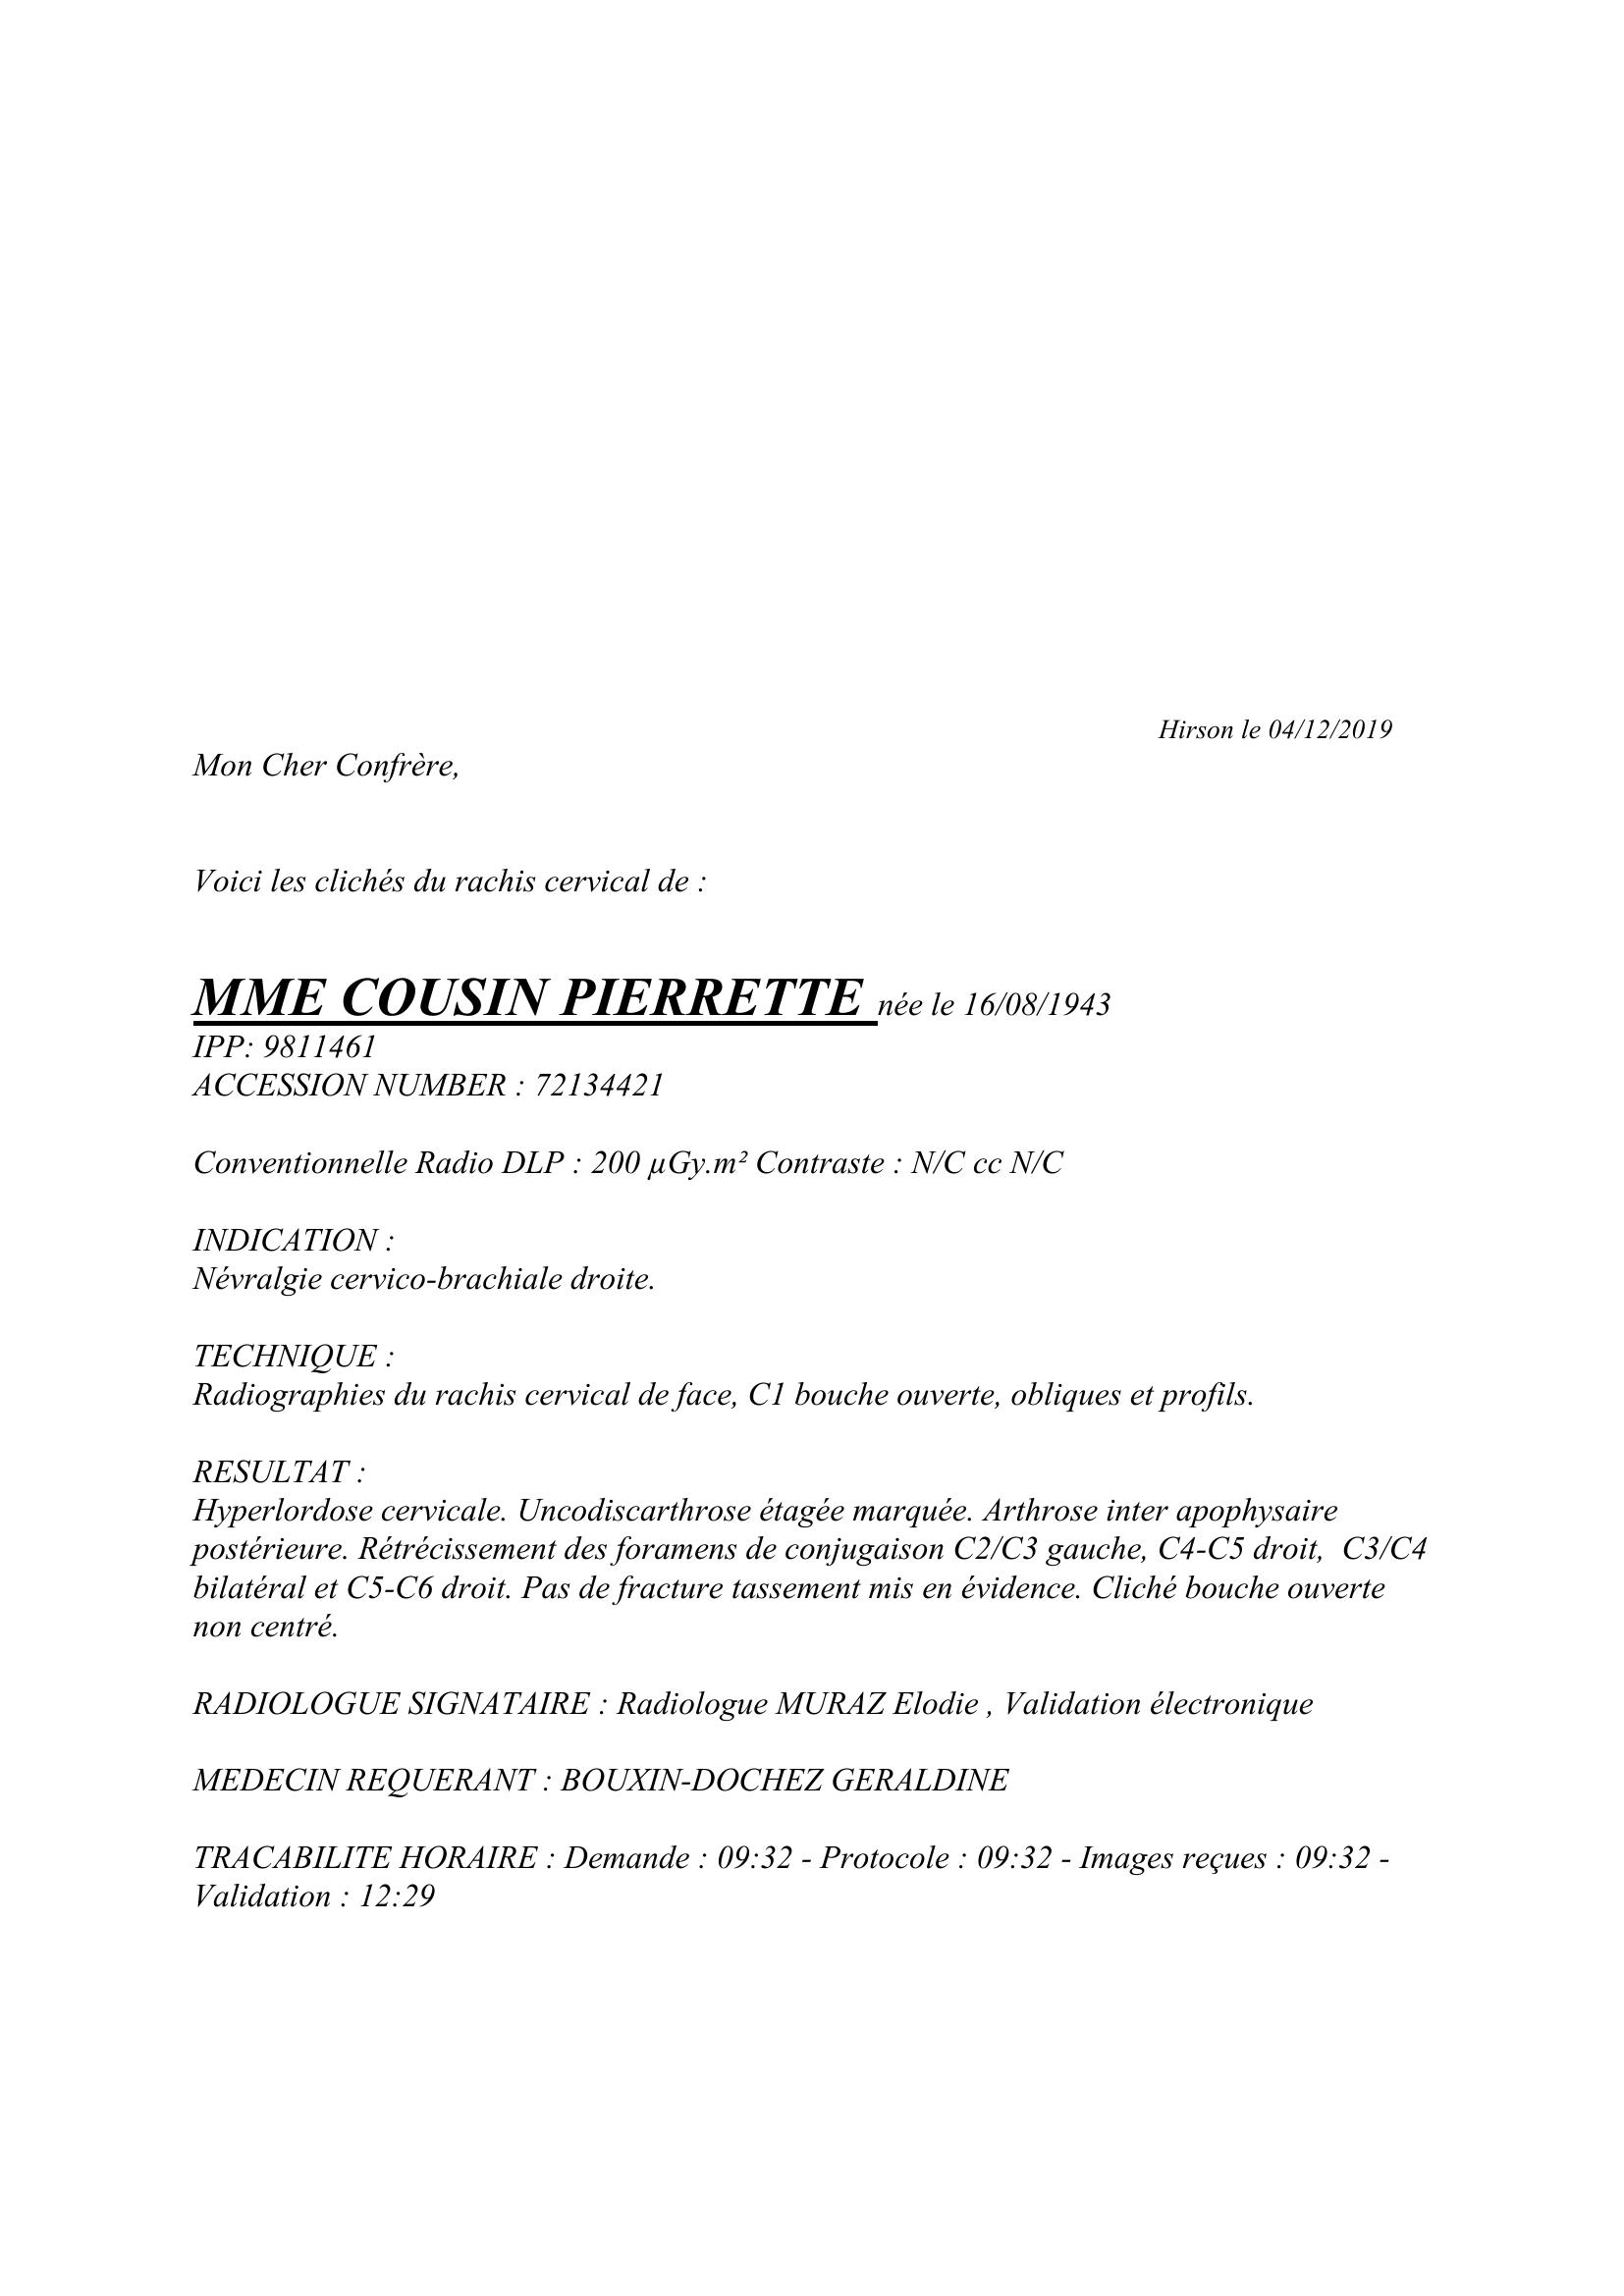 Hirson le 04/12/2019
Mon Cher Confrère,
Voici les clichés du rachis cervical de :
MME COUSIN PIERRETTE née le 16/08/1943
IPP: 9811461
ACCESSION NUMBER : 72134421
Conventionnelle Radio DLP : 200 µGy.m² Contraste : N/C cc N/C
INDICATION :
Névralgie cervico-brachiale droite.
TECHNIQUE :
Radiographies du rachis cervical de face, C1 bouche ouverte, obliques et profils.
RESULTAT :
Hyperlordose cervicale. Uncodiscarthrose étagée marquée. Arthrose inter apophysaire
postérieure. Rétrécissement des foramens de conjugaison C2/C3 gauche, C4-C5 droit,  C3/C4
bilatéral et C5-C6 droit. Pas de fracture tassement mis en évidence. Cliché bouche ouverte
non centré.
RADIOLOGUE SIGNATAIRE : Radiologue MURAZ Elodie , Validation électronique
MEDECIN REQUERANT : BOUXIN-DOCHEZ GERALDINE
TRACABILITE HORAIRE : Demande : 09:32 - Protocole : 09:32 - Images reçues : 09:32 -
Validation : 12:29